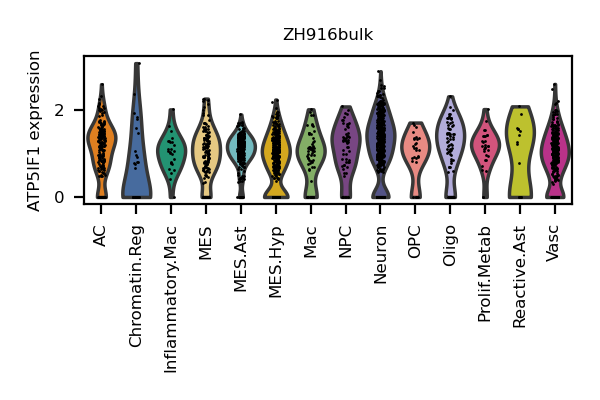 ZH916bulk
ATP5IF1 expression
2
0
AC
Chromatin.Reg
Inflammatory.Mac
MES
MES.Ast
MES.Hyp
Mac
NPC
Neuron
OPC
Oligo
Prolif.Metab
Reactive.Ast
Vasc